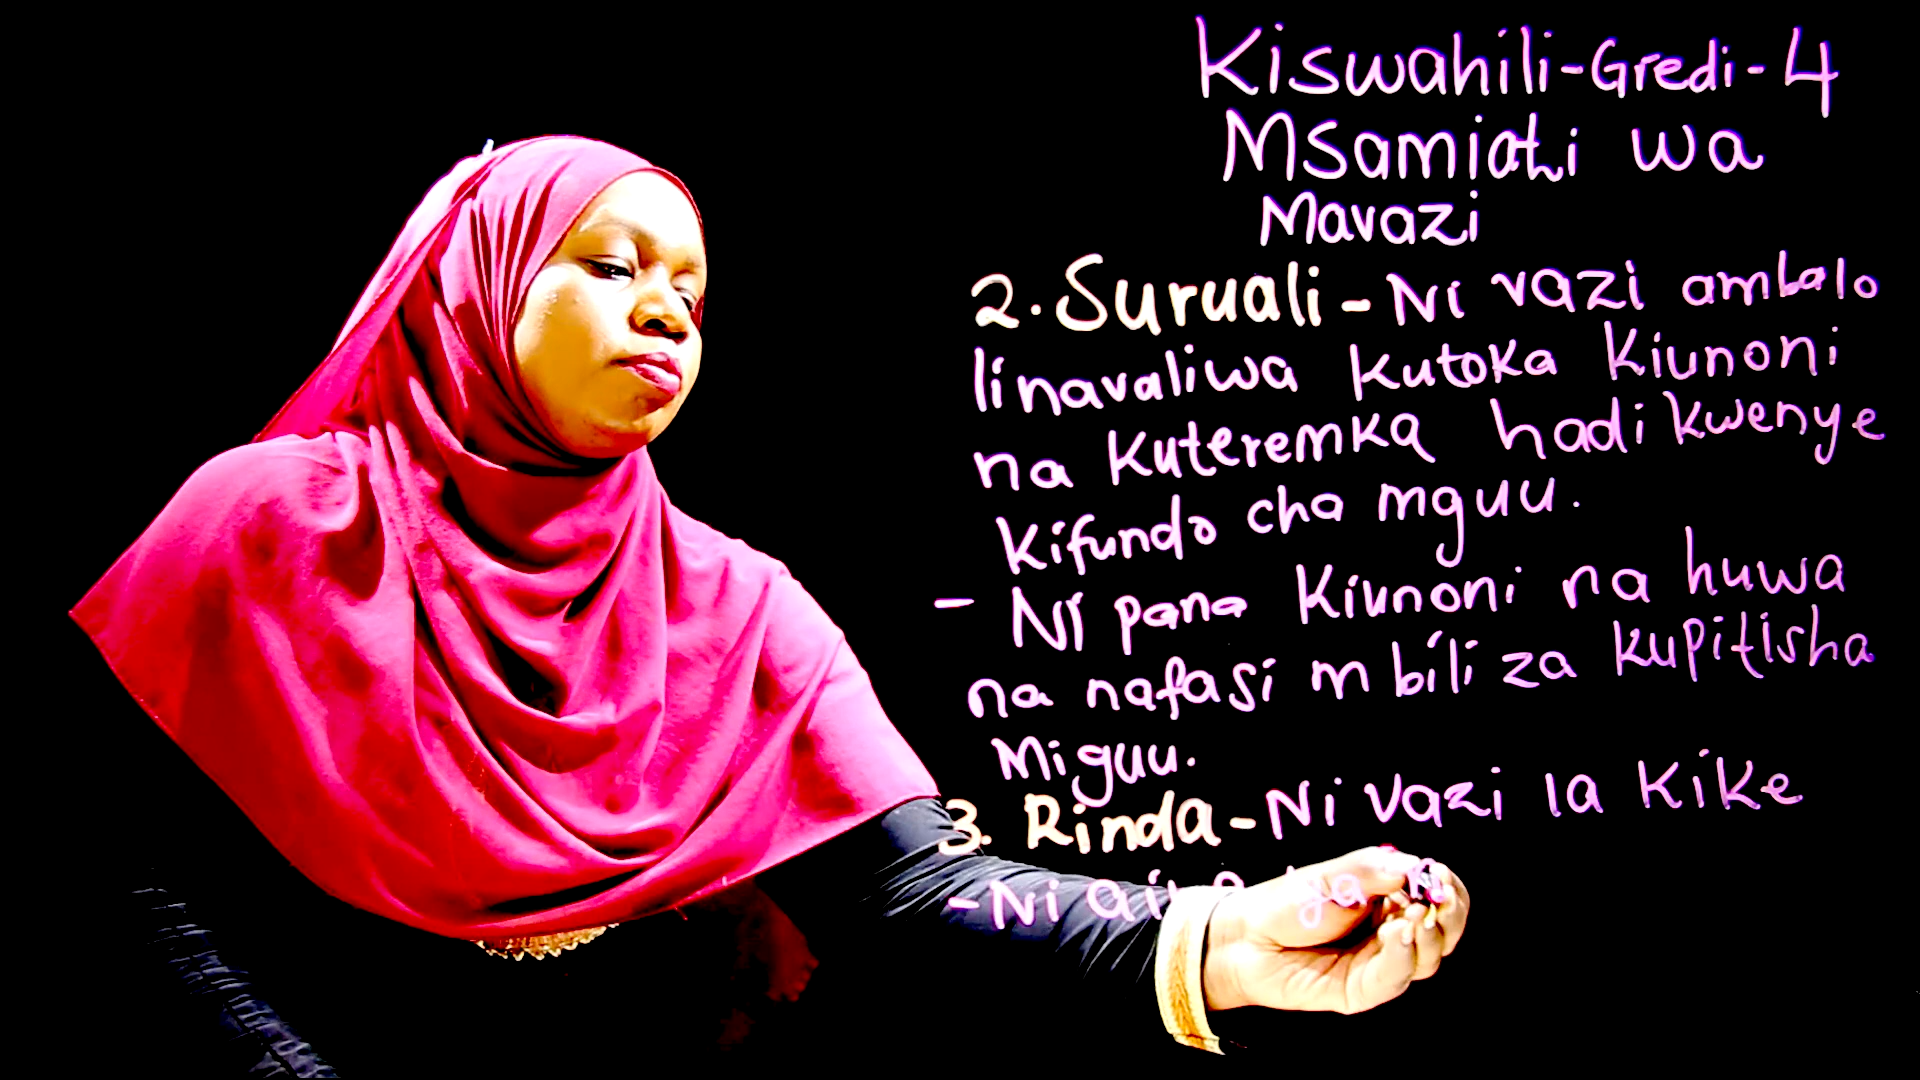 Kiswahili-Gredi-4
Msamiati wa
Mavazi
2. Suruali - Ni vazi ambalo
linavaliwa kutoka kiunoni
na kuteremka hadi kwenye
kifundo cha mguu.
- Ni pana kiunoni na huwa
na nafasi mbili za kupitisha
miguu.
3. Rinda - Ni vazi la kike
- Ni aina ya